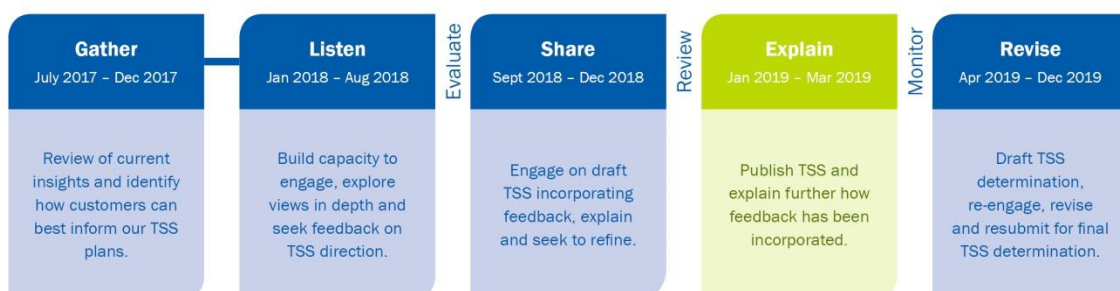 Gather
July 2017 – Dec 2017
Review of current
insights and identify
how customers can
best inform our TSS
plans.
Listen
Jan 2018 – Aug 2018
Build capacity to
engage, explore
views in depth and
seek feedback on
TSS direction.
Evaluate
Share
Sept 2018 – Dec 2018
Engage on draft
TSS incorporating
feedback, explain
and seek to refine.
Review
Explain
Jan 2019 – Mar 2019
Publish TSS and
explain further how
feedback has been
incorporated.
Monitor
Revise
Apr 2019 – Dec 2019
Draft TSS
determination,
re-engage, revise
and resubmit for final
TSS determination.